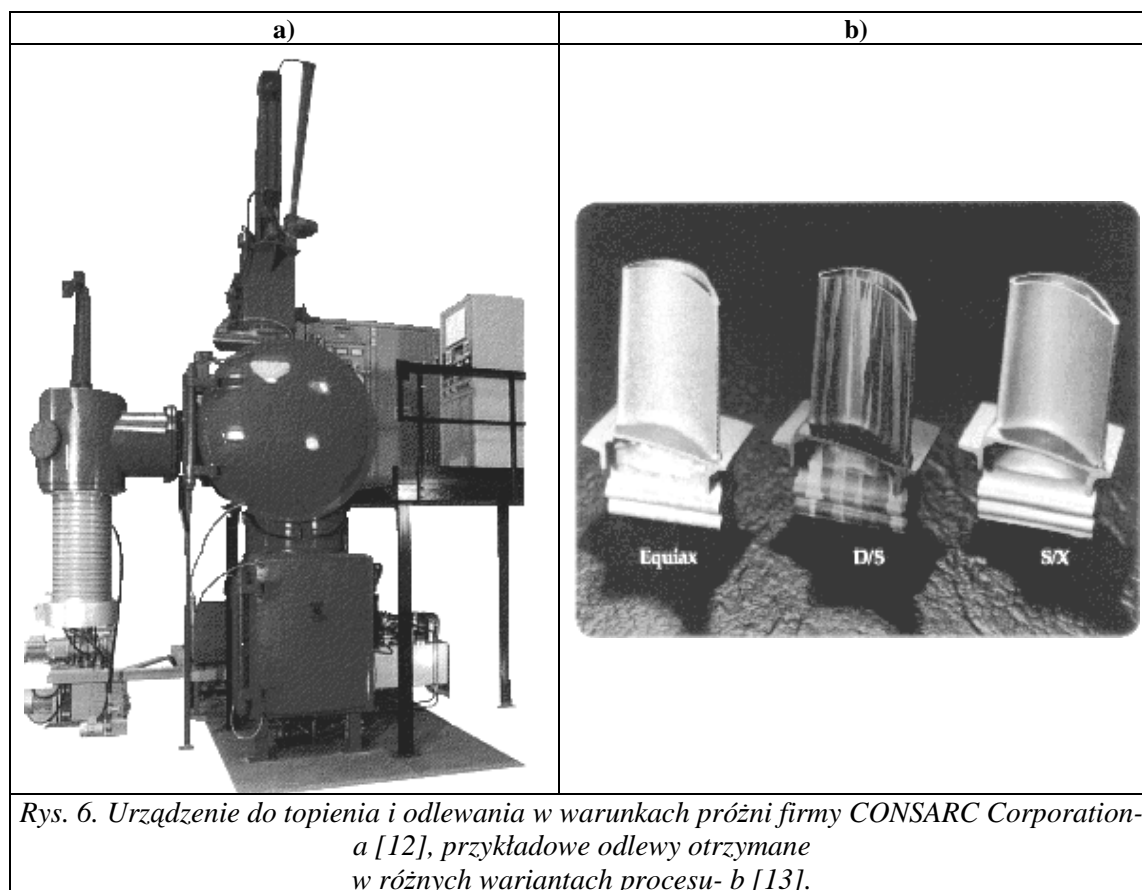 a)
b)
Equiax
D/S
S/X
Rys. 6. Urządzenie do topienia i odlewania w warunkach próżni firmy CONSARC Corporation-
a [12], przykładowe odlewy otrzymane
w różnych wariantach procesu- b [13].